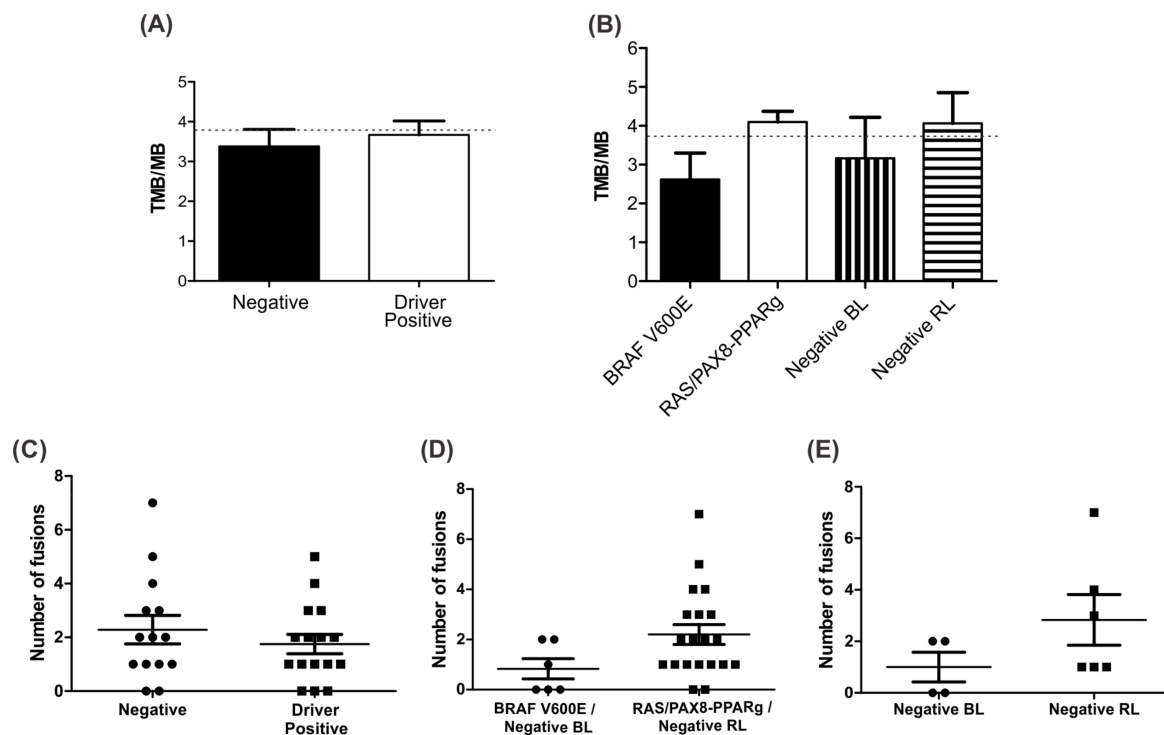 (A)
TMB/MB
5
4
3
2
1
0
Negative
Driver
Positive
(B)
TMB/MB
6
5
4
3
2
1
0
BRAF V600E
RAS/PAX8-PPARg
Negative BL
Negative RL
(C)
Number of fusions
8
6
4
2
0
Negative
Driver
Positive
(D)
Number of fusions
8
6
4
2
0
BRAF V600E /
Negative BL
RAS/PAX8-PPARg /
Negative RL
(E)
Number of fusions
8
6
4
2
0
Negative BL
Negative RL